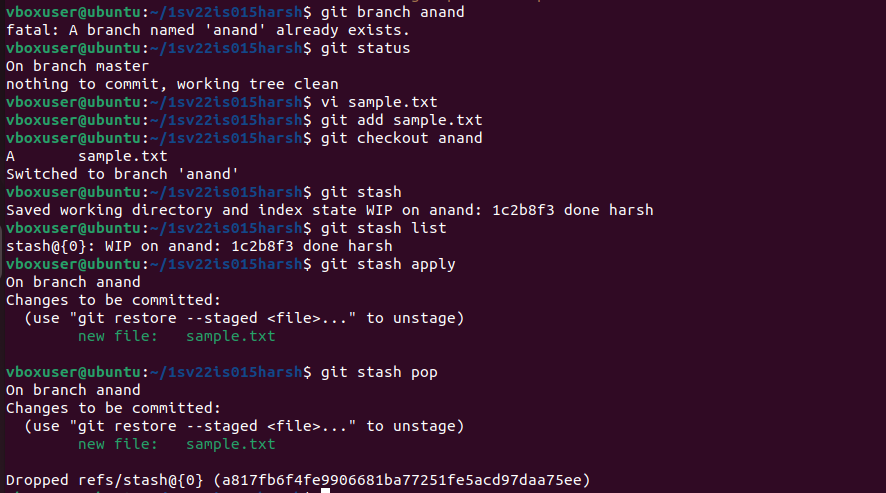 vboxuser@ubuntu:~/1sv22is015harsh$ git branch anand
fatal: A branch named 'anand' already exists.
vboxuser@ubuntu:~/1sv22is015harsh$ git status
On branch master
nothing to commit, working tree clean
vboxuser@ubuntu:~/1sv22is015harsh$ vi sample.txt
vboxuser@ubuntu:~/1sv22is015harsh$ git add sample.txt
vboxuser@ubuntu:~/1sv22is015harsh$ git checkout anand
A       sample.txt
Switched to branch 'anand'
vboxuser@ubuntu:~/1sv22is015harsh$ git stash
Saved working directory and index state WIP on anand: 1c2b8f3 done harsh
vboxuser@ubuntu:~/1sv22is015harsh$ git stash list
stash@{0}: WIP on anand: 1c2b8f3 done harsh
vboxuser@ubuntu:~/1sv22is015harsh$ git stash apply
On branch anand
Changes to be committed:
  (use "git restore --staged <file>..." to unstage)
        new file:   sample.txt
vboxuser@ubuntu:~/1sv22is015harsh$ git stash pop
On branch anand
Changes to be committed:
  (use "git restore --staged <file>..." to unstage)
        new file:   sample.txt
Dropped refs/stash@{0} (a817fb6f4fe9906681ba77251fe5acd97daa75ee)
vboxuser@ubuntu:~/1sv22is015harsh$